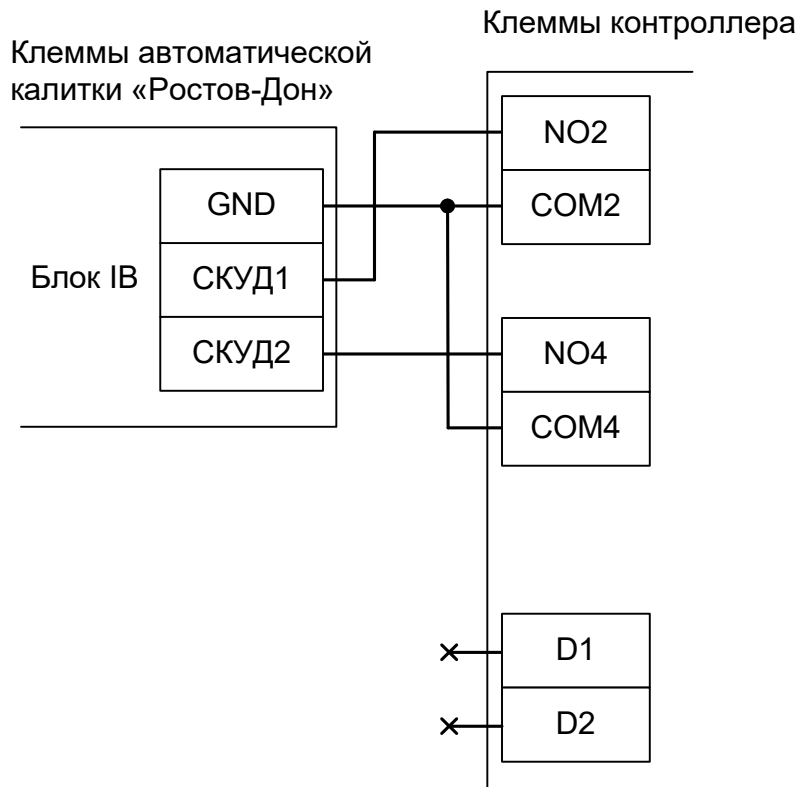 Клеммы контроллера
Клеммы автоматической
калитки «Ростов-Дон»
NO2
GND
COM2
Блок IB
СКУД1
СКУД2
NO4
COM4
D1
D2